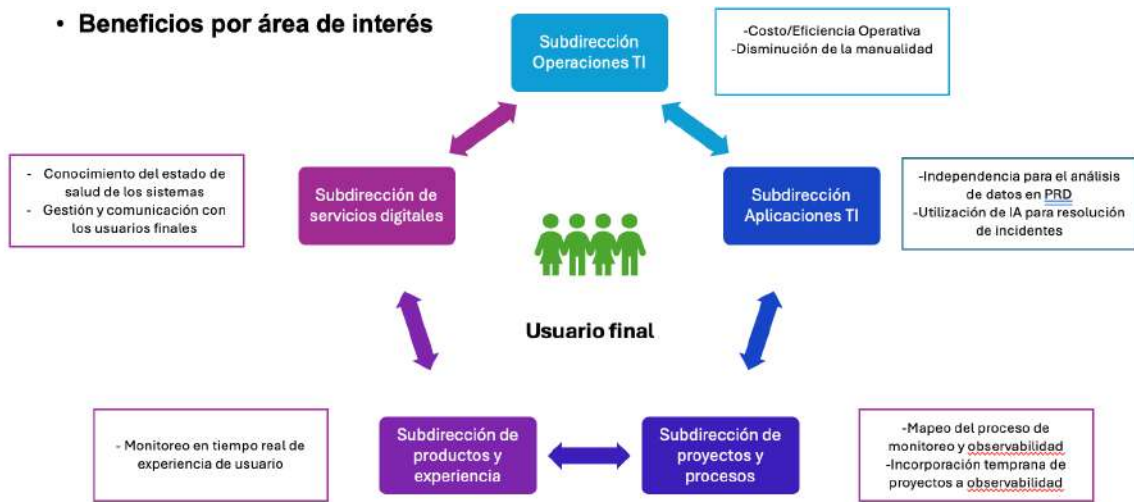 • Beneficios por área de interés
Subdirección
Operaciones TI
-Costo/Eficiencia Operativa
-Disminución de la manualidad
- Conocimiento del estado de
salud de los sistemas
- Gestión y comunicación con
los usuarios finales
Subdirección de
servicios digitales
Subdirección
Aplicaciones TI
-Independencia para el análisis
de datos en PRD
-Utilización de IA para resolución
de incidentes
Usuario final
- Monitoreo en tiempo real de
experiencia de usuario
Subdirección de
productos y
experiencia
Subdirección de
proyectos y
procesos
-Mapeo del proceso de
monitoreo y observabilidad
-Incorporación temprana de
proyectos a observabilidad